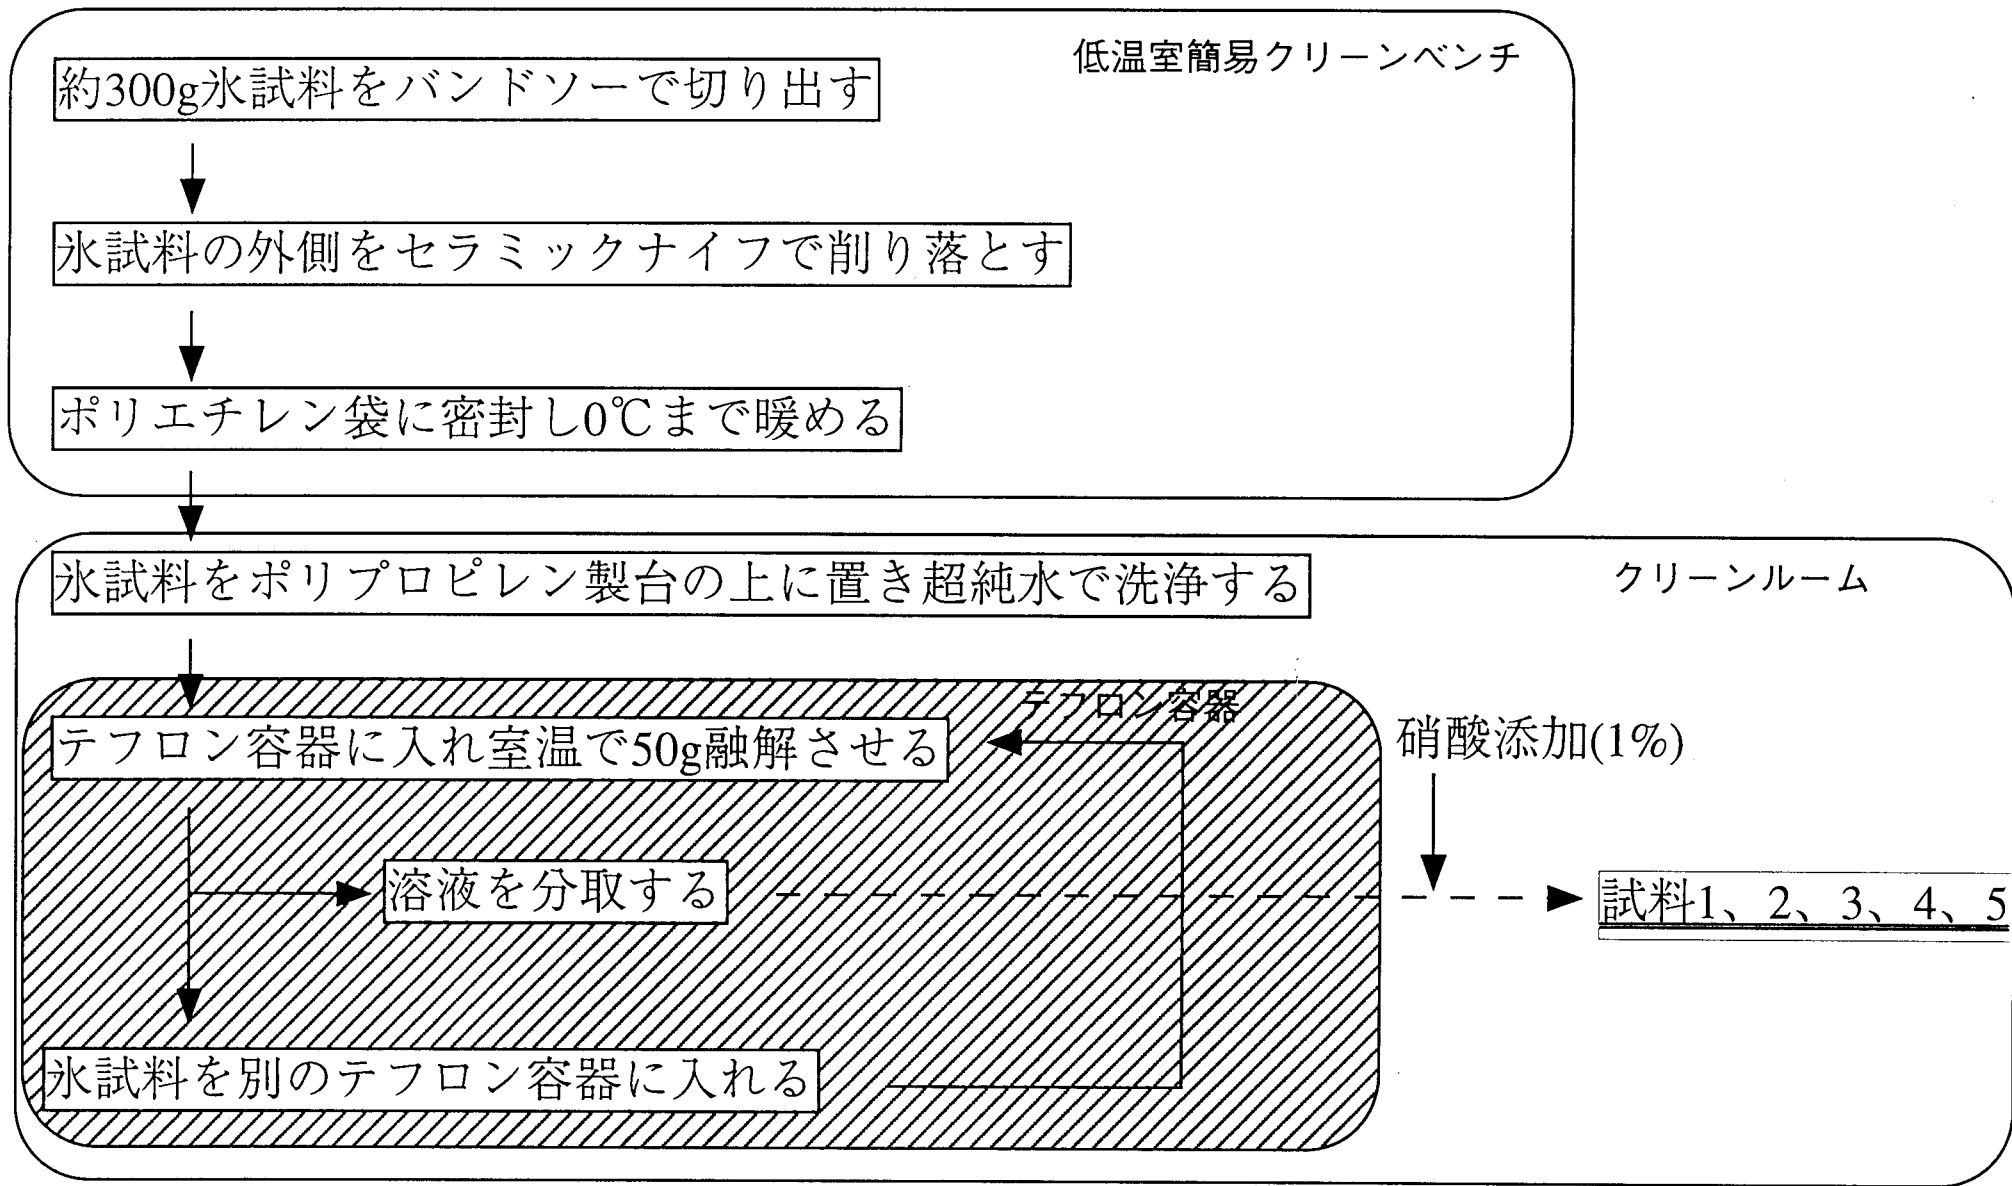 低温室簡易クリーンベンチ
約300g氷試料をバンドソーで切り出す
氷試料の外側をセラミックナイフで削り落とす
ポリエチレン袋に密封し0℃まで暖める
氷試料をポリプロピレン製台の上に置き超純水で洗浄する
クリーンルーム
テフロン容器
テフロン容器に入れ室温で50g融解させる
硝酸添加(1%)
溶液を分取する
試料1、2、3、4、5
氷試料を別のテフロン容器に入れる